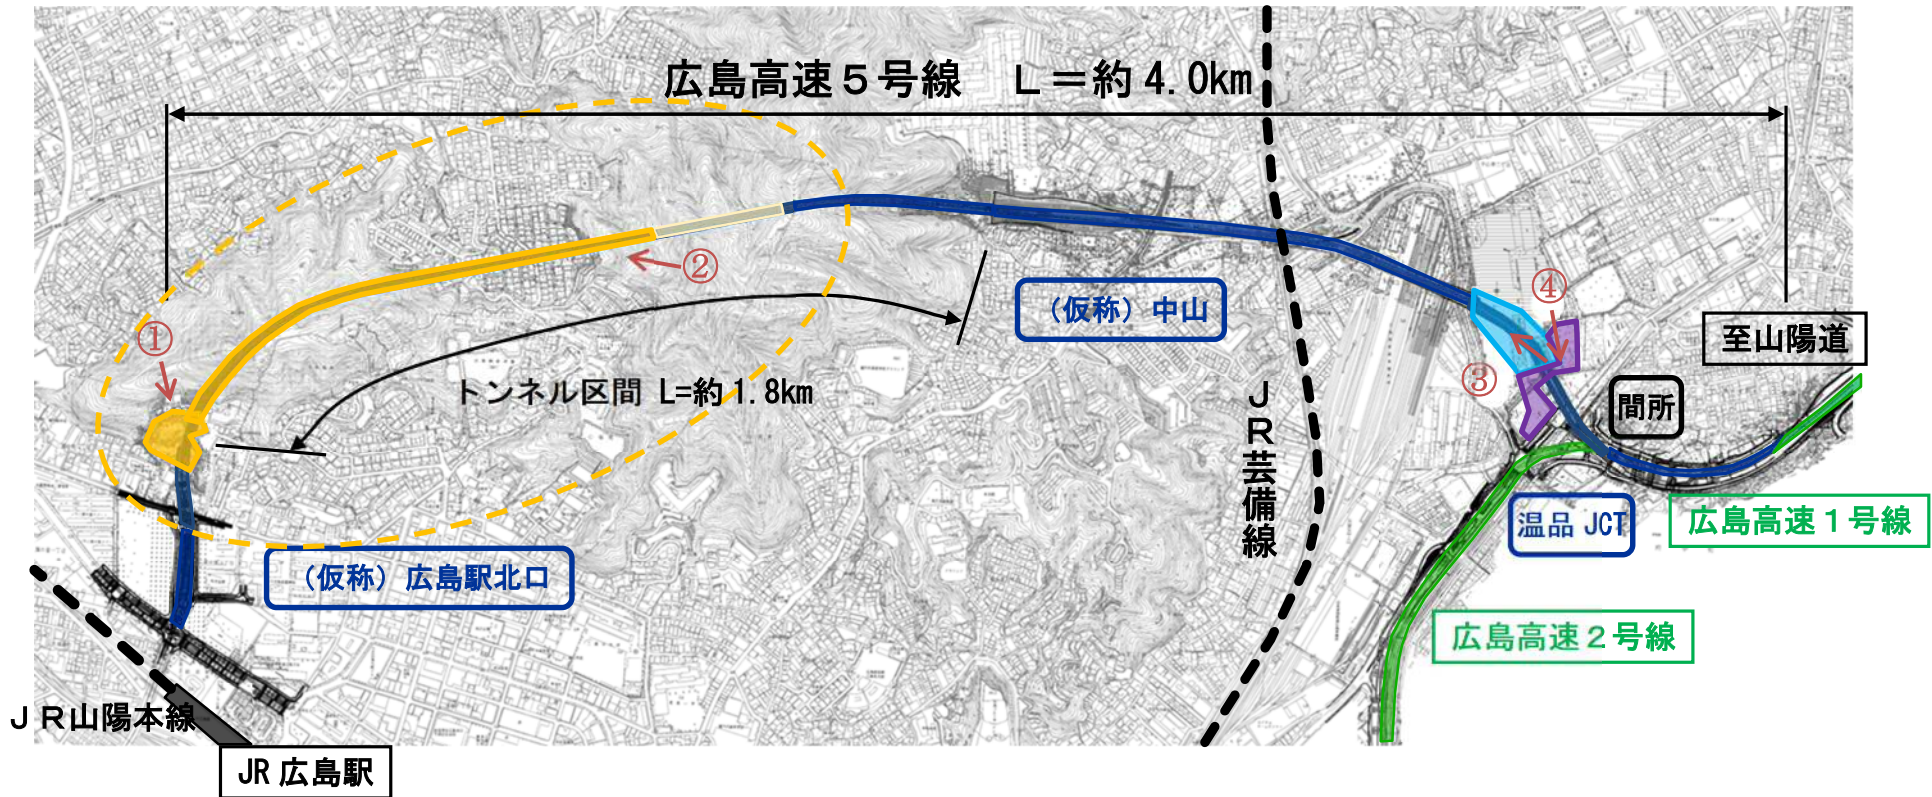 広島高速５号線　Ｌ＝約 4.0km
②
④
（仮称）中山
①
至山陽道
③
トンネル区間 L=約 1.8km
ＪＲ芸備線
間所
温品 JCT
広島高速１号線
（仮称）広島駅北口
広島高速２号線
ＪＲ山陽本線
JR 広島駅